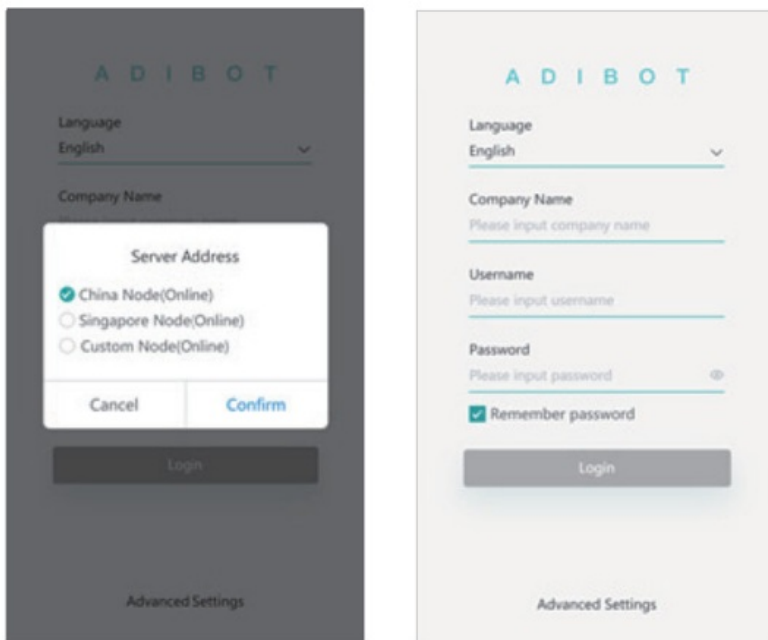 A D I B O T
Language
English
Company Name
Server Address
China Node(Online)
Singapore Node(Online)
Custom Node(Online)
Cancel Confirm
Login
Advanced Settings
A D I B O T
Language
English
Company Name
Please input company name
Username
Please input username
Password
Please input password
Remember password
Login
Advanced Settings